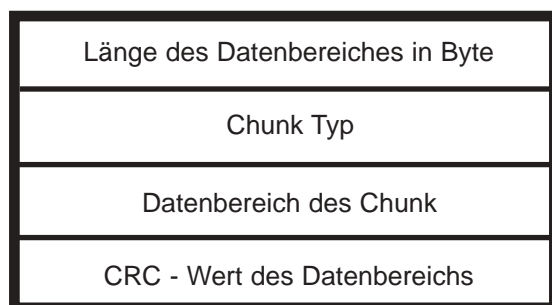 Länge des Datenbereiches in Byte
Chunk Typ
Datenbereich des Chunk
CRC - Wert des Datenbereichs